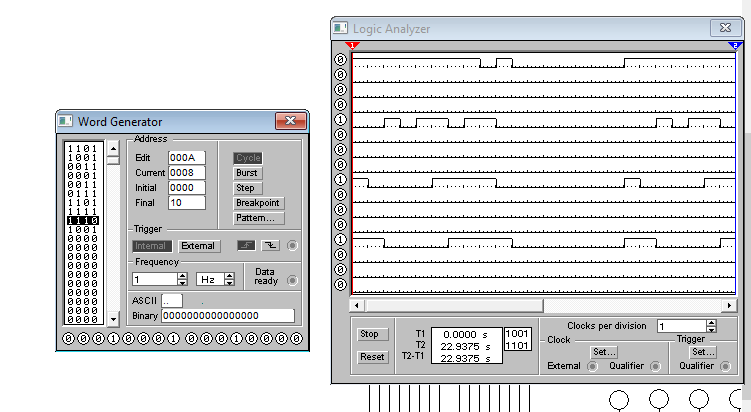 Logic Analyzer
1
2
0
0
0
0
1
0
0
0
1
0
0
0
1
0
0
0
Stop
Reset
T1 0.0000 s 1001
T2 22.9375 s 1101
T2-T1 22.9375 s
Clocks per division 1
Clock
Set...
External
Qualifier
Trigger
Set...
Qualifier
Word Generator
1101
1001
0011
0001
0011
0111
1101
1111
1110
1001
0000
0000
0000
0000
0000
0000
0000
0000
Address
Edit 000A
Current 0008
Initial 0000
Final 10
Cycle
Burst
Step
Breakpoint
Pattern...
Trigger
Internal
External
Frequency
1 Hz
Data
ready
ASCII ..
.
Binary 0000000000000000
0 0 0 1 0 0 0 1 0 0 0 1 0 0 0 0